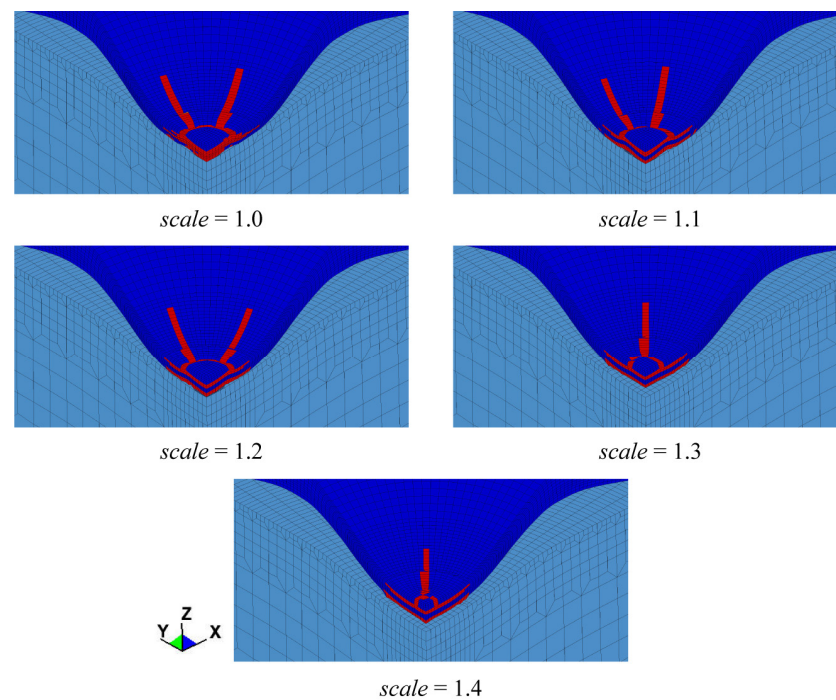 scale = 1.0
scale = 1.1
scale = 1.2
scale = 1.3
Z
Y X
scale = 1.4